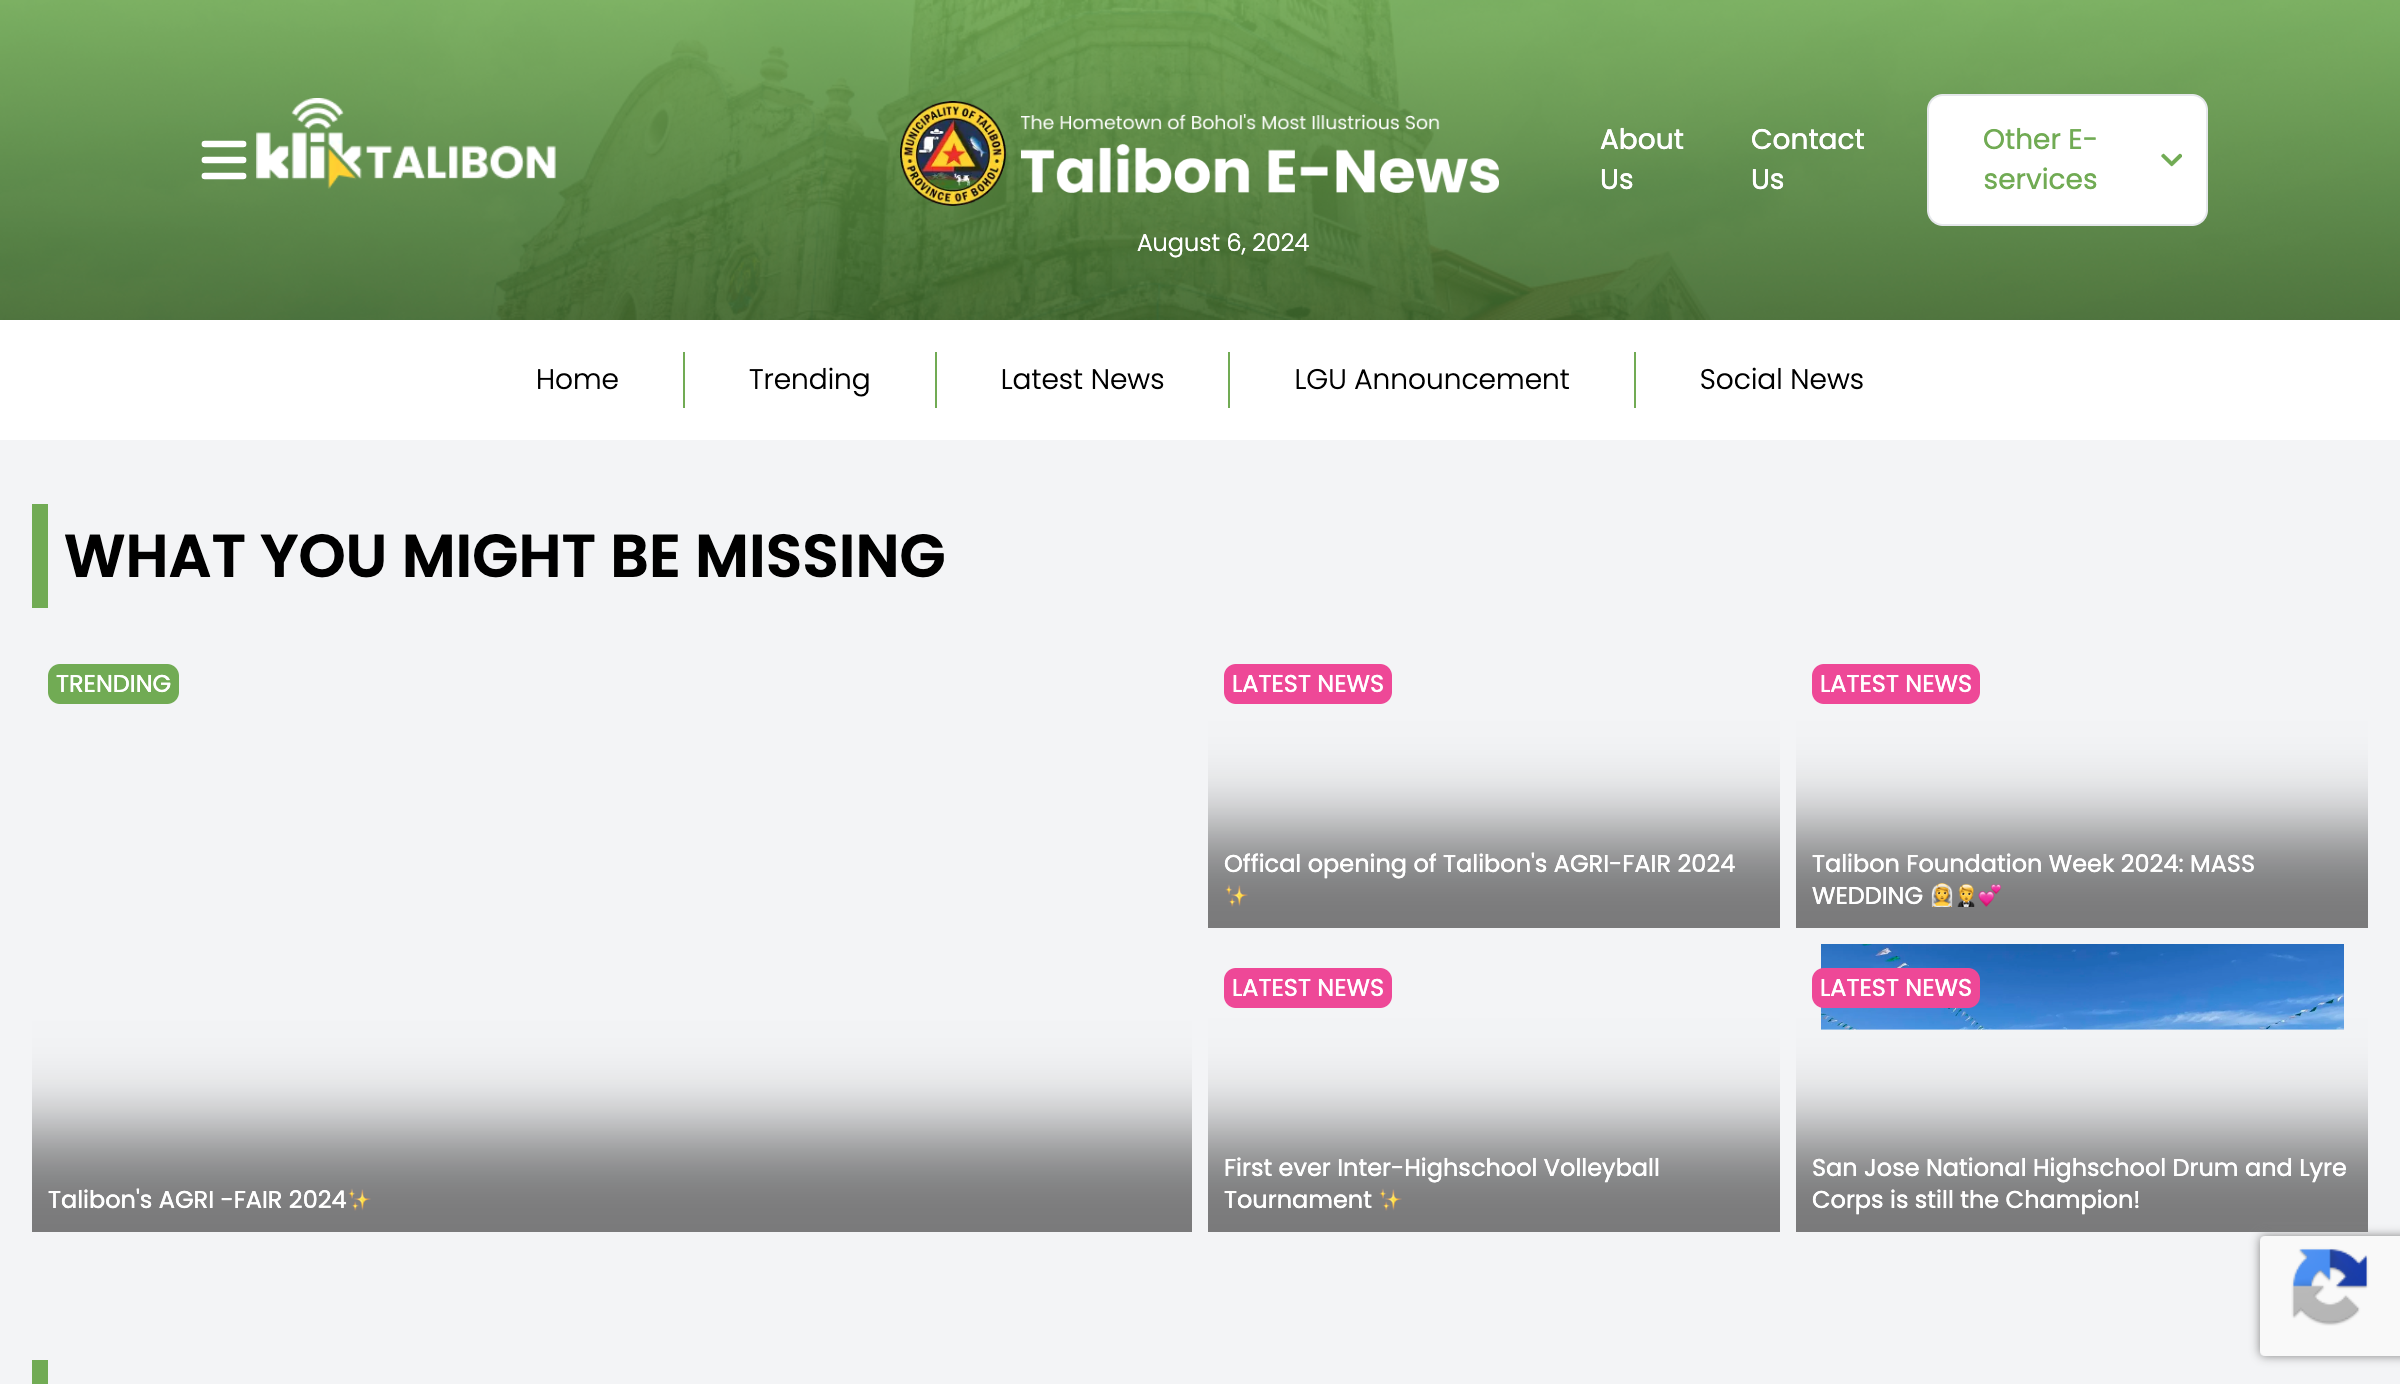 klik TALIBON
MUNICIPALITY OF TALIBON
PROVINCE OF BOHOL
The Hometown of Bohol's Most Illustrious Son
Talibon E-News
August 6, 2024
About
Us
Contact
Us
Other E-
services
Home
Trending
Latest News
LGU Announcement
Social News
WHAT YOU MIGHT BE MISSING
TRENDING
Talibon's AGRI -FAIR 2024✨
LATEST NEWS
Offical opening of Talibon's AGRI-FAIR 2024
✨
LATEST NEWS
Talibon Foundation Week 2024: MASS
WEDDING 👰🤵💕
LATEST NEWS
First ever Inter-Highschool Volleyball
Tournament ✨
LATEST NEWS
San Jose National Highschool Drum and Lyre
Corps is still the Champion!